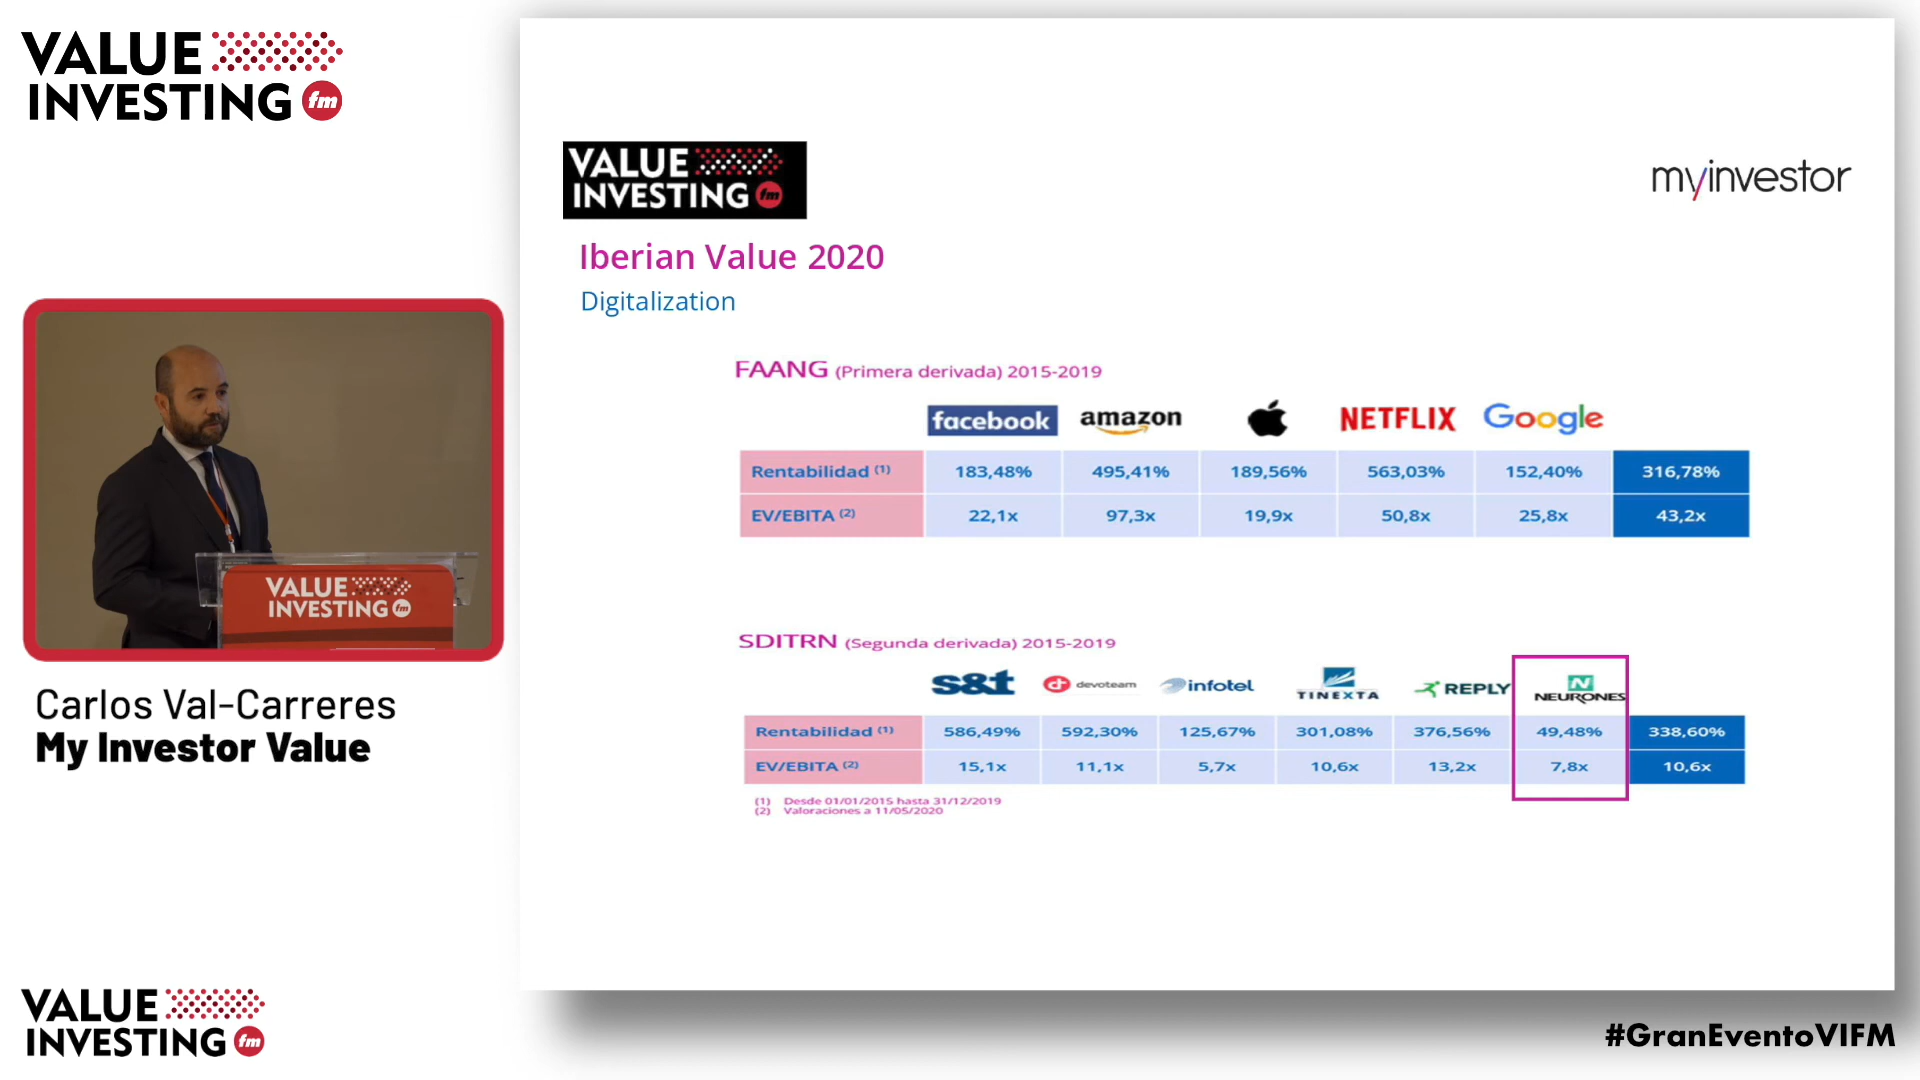 VALUE
INVESTING fm
VALUE
INVESTING fm
Carlos Val-Carreres
My Investor Value
VALUE
INVESTING fm
VALUE
INVESTING fm
myinvestor
Iberian Value 2020
Digitalization
FAANG (Primera derivada) 2015-2019
facebook amazon NETFLIX Google
Rentabilidad (1) 183,48% 495,41% 189,56% 563,03% 152,40% 316,78%
EV/EBITA (2) 22,1x 97,3x 19,9x 50,8x 25,8x 43,2x
SDITRN (Segunda derivada) 2015-2019
s&t devoteam infotel TINEXTA REPLY NEURONES
Rentabilidad (1) 586,49% 592,30% 125,67% 301,08% 376,56% 49,48% 338,60%
EV/EBITA (2) 15,1x 11,1x 5,7x 10,6x 13,2x 7,8x 10,6x
(1) Desde 01/01/2015 hasta 31/12/2019
(2) Valoraciones a 11/05/2020
#GranEventoVIFM